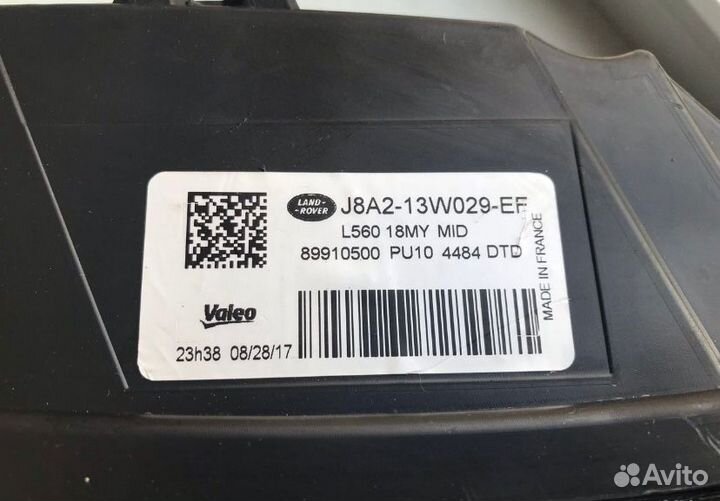 LAND-
ROVER
J8A2-13W029-EF
L560 18MY MID
89910500 PU10 4484 DTD
MADE IN FRANCE
Valeo
23h38 08/28/17
Avito